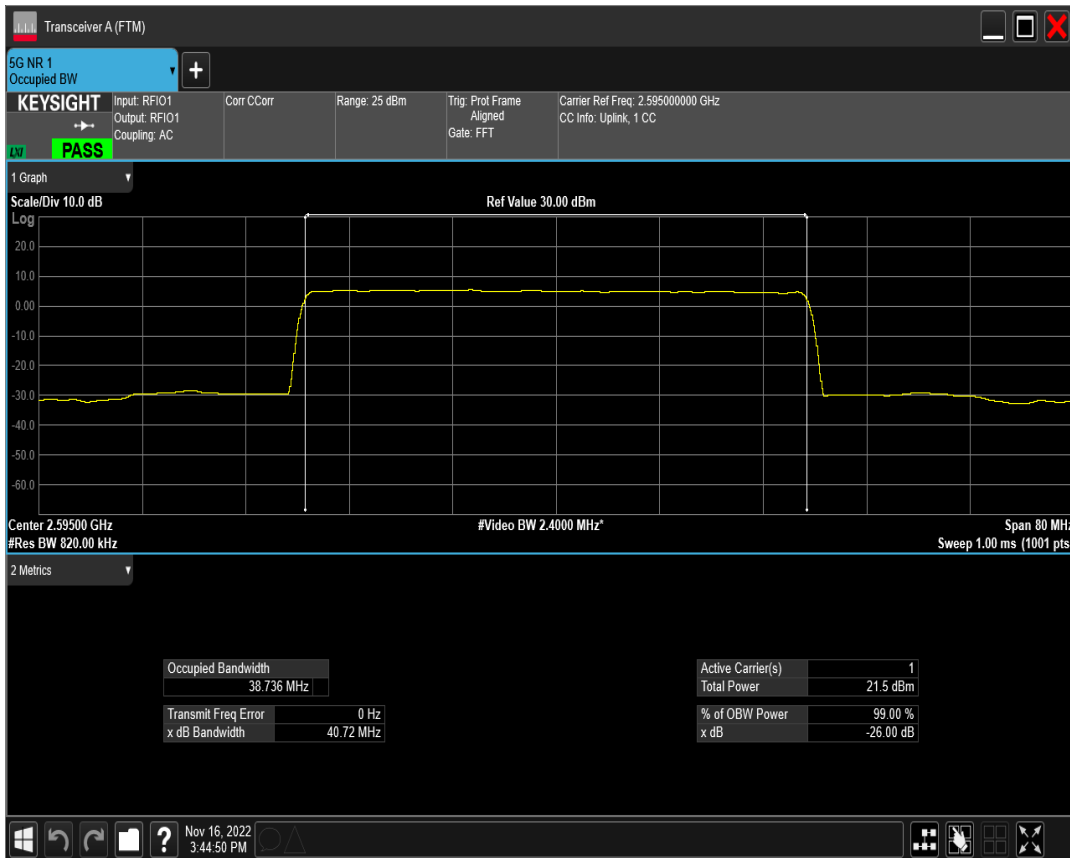 Transceiver A (FTM)
5G NR 1
Occupied BW
+
KEYSIGHT
LXI
PASS
Input: RFIO1
Output: RFIO1
Coupling: AC
Corr CCorr
Range: 25 dBm
Trig: Prot Frame
Aligned
Gate: FFT
Carrier Ref Freq: 2.595000000 GHz
CC Info: Uplink, 1 CC
1 Graph
Scale/Div 10.0 dB
Ref Value 30.00 dBm
Log
20.0
10.0
0.00
-10.0
-20.0
-30.0
-40.0
-50.0
-60.0
Center 2.59500 GHz
#Video BW 2.4000 MHz*
Span 80 MHz
#Res BW 820.00 kHz
Sweep 1.00 ms (1001 pts
2 Metrics
Occupied Bandwidth
38.736 MHz
Transmit Freq Error 0 Hz
x dB Bandwidth 40.72 MHz
Active Carrier(s) 1
Total Power 21.5 dBm
% of OBW Power 99.00 %
x dB -26.00 dB
?
Nov 16, 2022
3:44:50 PM